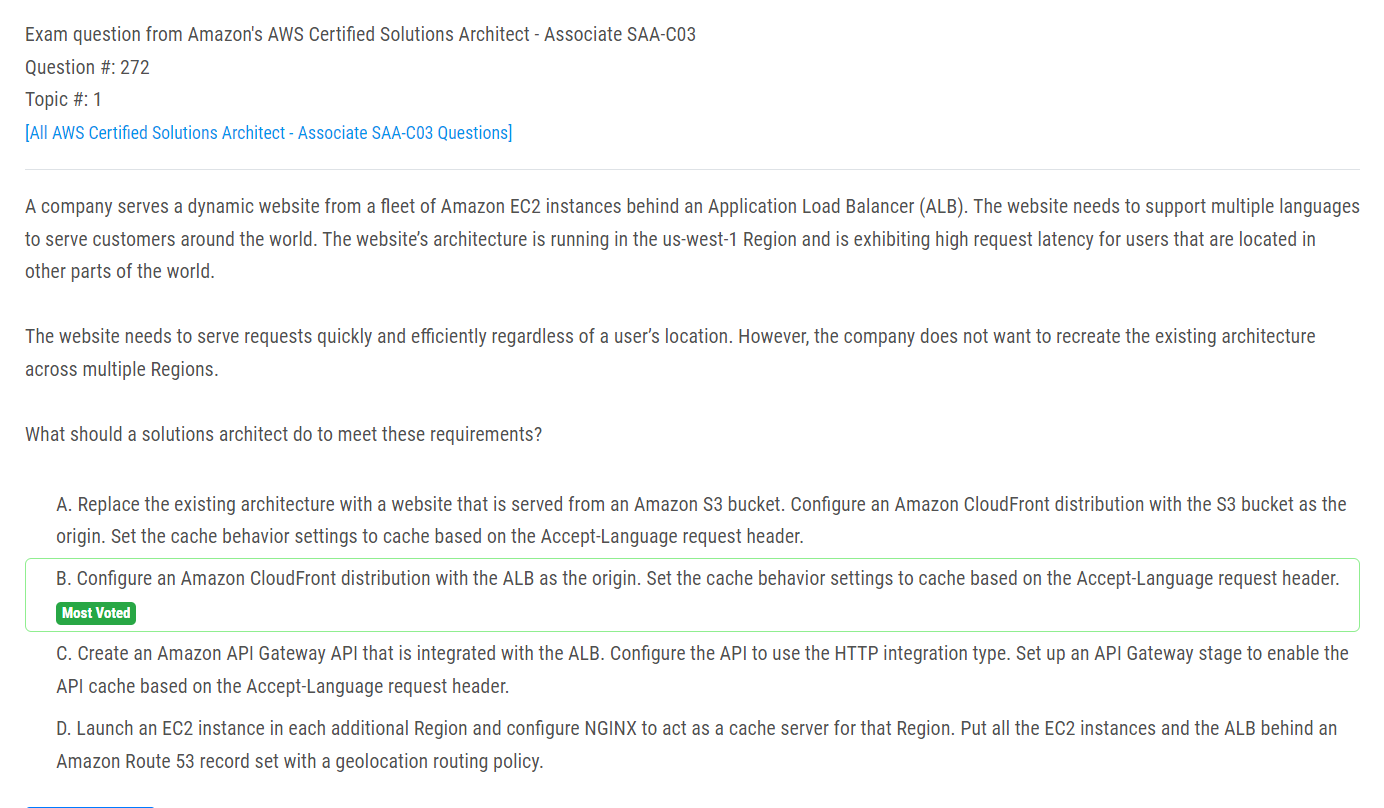 Exam question from Amazon's AWS Certified Solutions Architect - Associate SAA-C03
Question #: 272
Topic #: 1
[All AWS Certified Solutions Architect - Associate SAA-C03 Questions]
A company serves a dynamic website from a fleet of Amazon EC2 instances behind an Application Load Balancer (ALB). The website needs to support multiple languages
to serve customers around the world. The website’s architecture is running in the us-west-1 Region and is exhibiting high request latency for users that are located in
other parts of the world.
The website needs to serve requests quickly and efficiently regardless of a user’s location. However, the company does not want to recreate the existing architecture
across multiple Regions.
What should a solutions architect do to meet these requirements?
A. Replace the existing architecture with a website that is served from an Amazon S3 bucket. Configure an Amazon CloudFront distribution with the S3 bucket as the
origin. Set the cache behavior settings to cache based on the Accept-Language request header.
B. Configure an Amazon CloudFront distribution with the ALB as the origin. Set the cache behavior settings to cache based on the Accept-Language request header.
Most Voted
C. Create an Amazon API Gateway API that is integrated with the ALB. Configure the API to use the HTTP integration type. Set up an API Gateway stage to enable the
API cache based on the Accept-Language request header.
D. Launch an EC2 instance in each additional Region and configure NGINX to act as a cache server for that Region. Put all the EC2 instances and the ALB behind an
Amazon Route 53 record set with a geolocation routing policy.